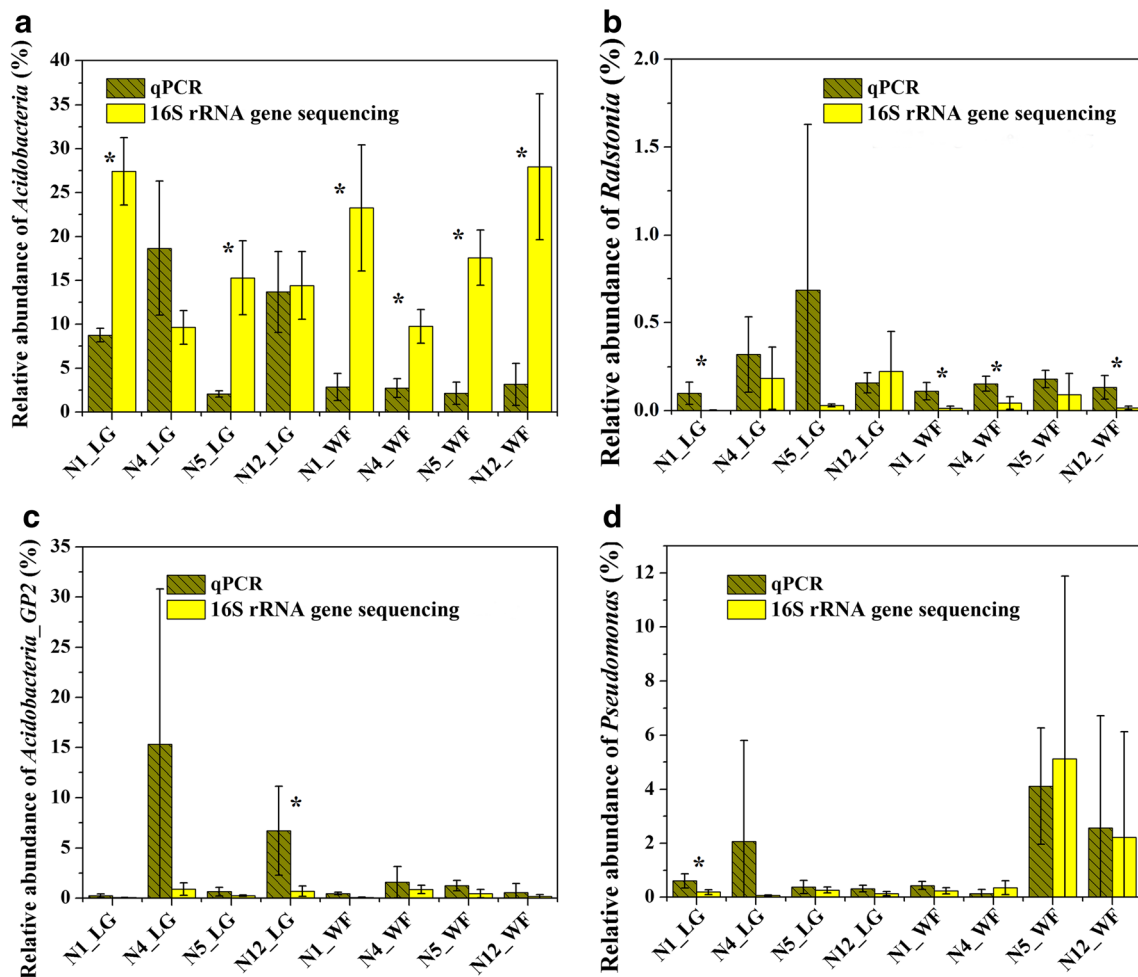 a
Relative abundance of Acidobacteria (%)
40
35
30
25
20
15
10
5
0
qPCR
16S rRNA gene sequencing
*
*
*
*
*
*
N1_LG
N4_LG
N5_LG
N12_LG
N1_WF
N4_WF
N5_WF
N12_WF
b
Relative abundance of Ralstonia (%)
2.0
1.5
1.0
0.5
0.0
qPCR
16S rRNA gene sequencing
*
*
*
*
N1_LG
N4_LG
N5_LG
N12_LG
N1_WF
N4_WF
N5_WF
N12_WF
c
Relative abundance of Acidobacteria_GP2 (%)
35
30
25
20
15
10
5
0
qPCR
16S rRNA gene sequencing
*
N1_LG
N4_LG
N5_LG
N12_LG
N1_WF
N4_WF
N5_WF
N12_WF
d
Relative abundance of Pseudomonas (%)
12
10
8
6
4
2
0
qPCR
16S rRNA gene sequencing
*
N1_LG
N4_LG
N5_LG
N12_LG
N1_WF
N4_WF
N5_WF
N12_WF